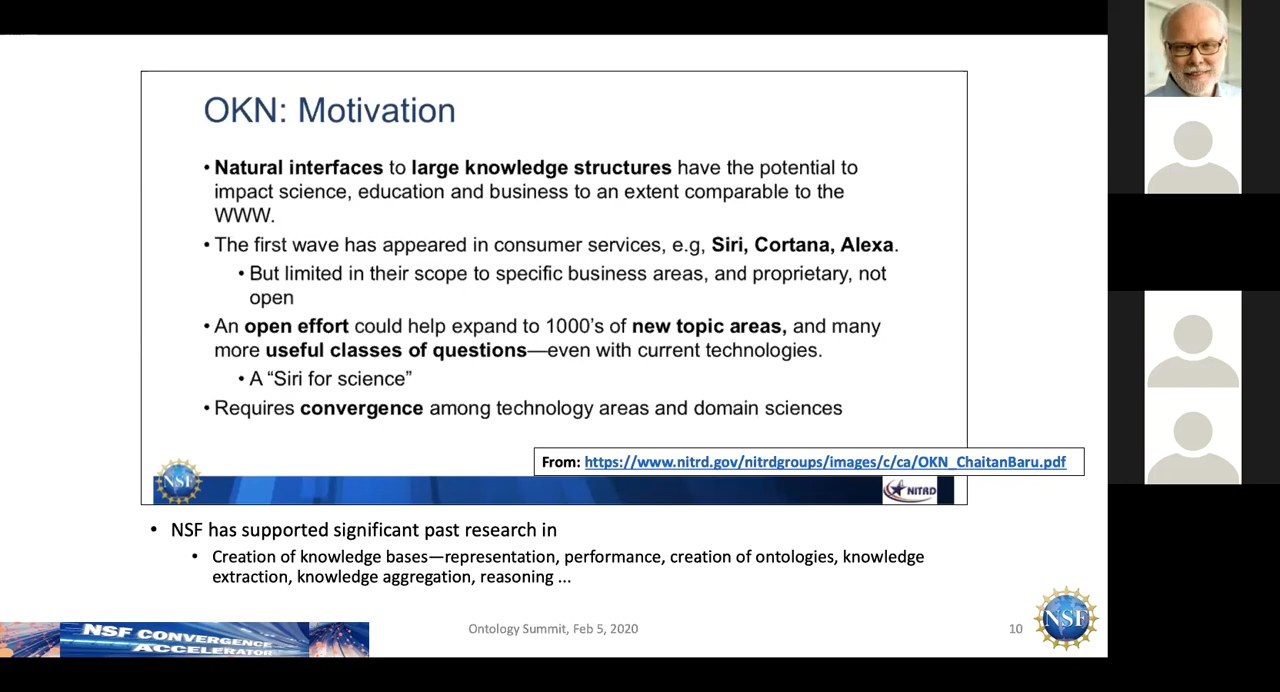 OKN: Motivation
• Natural interfaces to large knowledge structures have the potential to
impact science, education and business to an extent comparable to the
WWW.
• The first wave has appeared in consumer services, e.g, Siri, Cortana, Alexa.
• But limited in their scope to specific business areas, and proprietary, not
open
• An open effort could help expand to 1000’s of new topic areas, and many
more useful classes of questions—even with current technologies.
• A “Siri for science”
• Requires convergence among technology areas and domain sciences
From: https://www.nitrd.gov/nitrdgroups/images/c/ca/OKN_ChaitanBaru.pdf
NSF
NITRD
• NSF has supported significant past research in
• Creation of knowledge bases—representation, performance, creation of ontologies, knowledge
extraction, knowledge aggregation, reasoning ...
NSF CONVERGENCE
ACCELERATOR
Ontology Summit, Feb 5, 2020
10
NSF